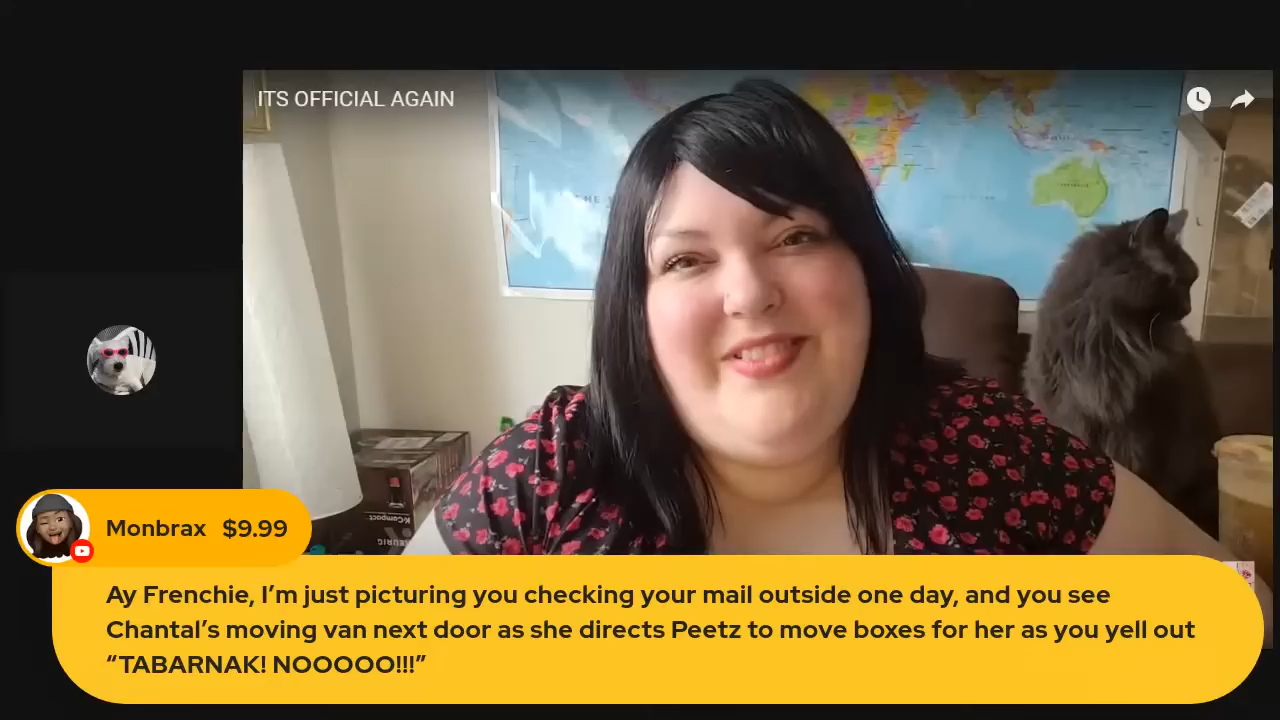 ITS OFFICIAL AGAIN
K-Compact
KEURIG
Monbrax $9.99
Ay Frenchie, I’m just picturing you checking your mail outside one day, and you see
Chantal’s moving van next door as she directs Peetz to move boxes for her as you yell out
“TABARNAK! NOOOOO!!!”